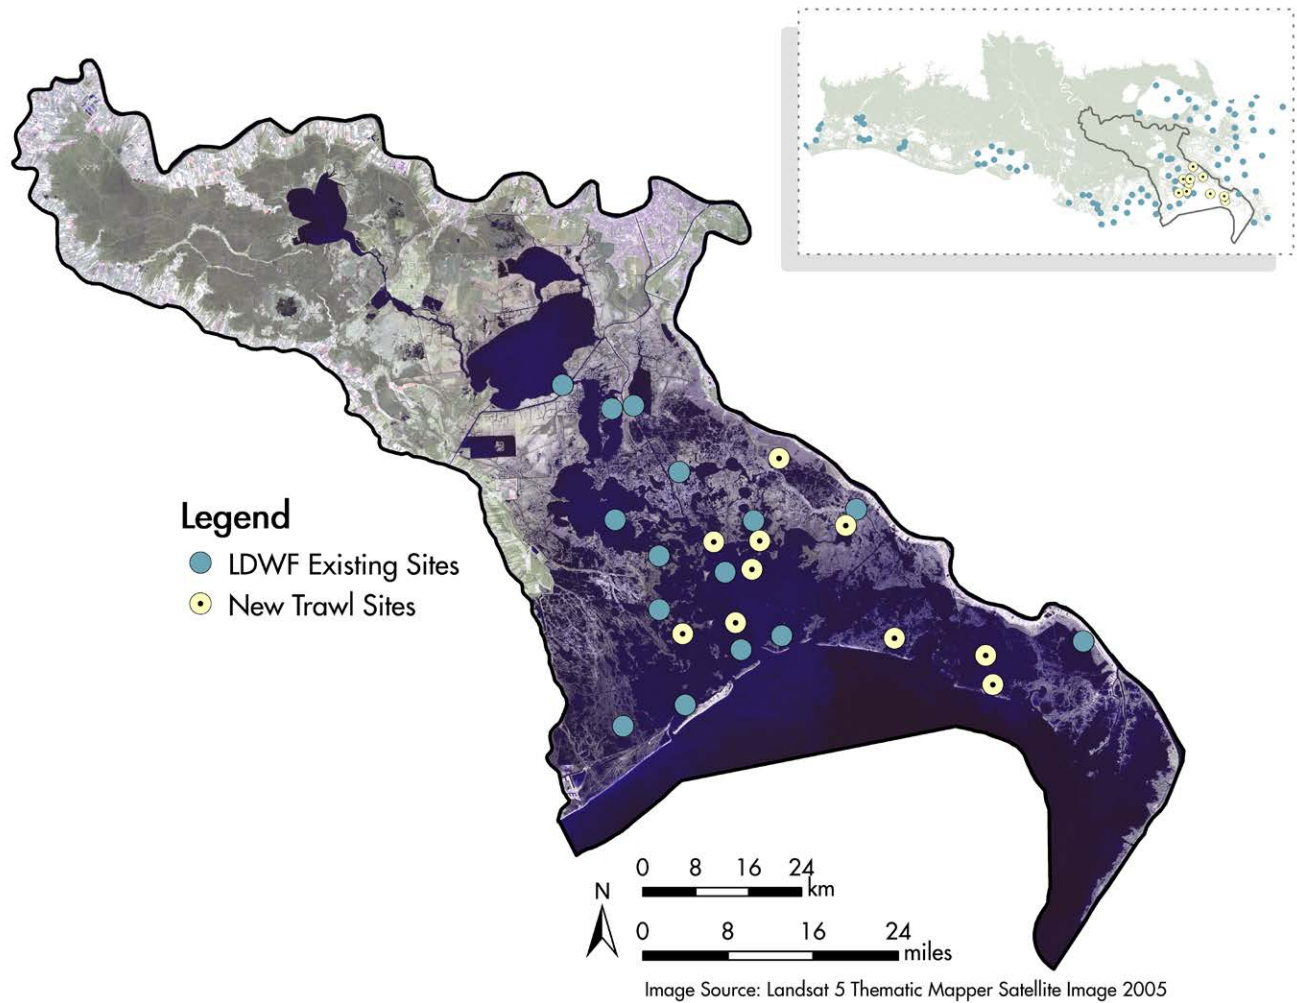 Legend
LDWF Existing Sites
New Trawl Sites
N
0 8 16 24
km
0 8 16 24
miles
Image Source: Landsat 5 Thematic Mapper Satellite Image 2005